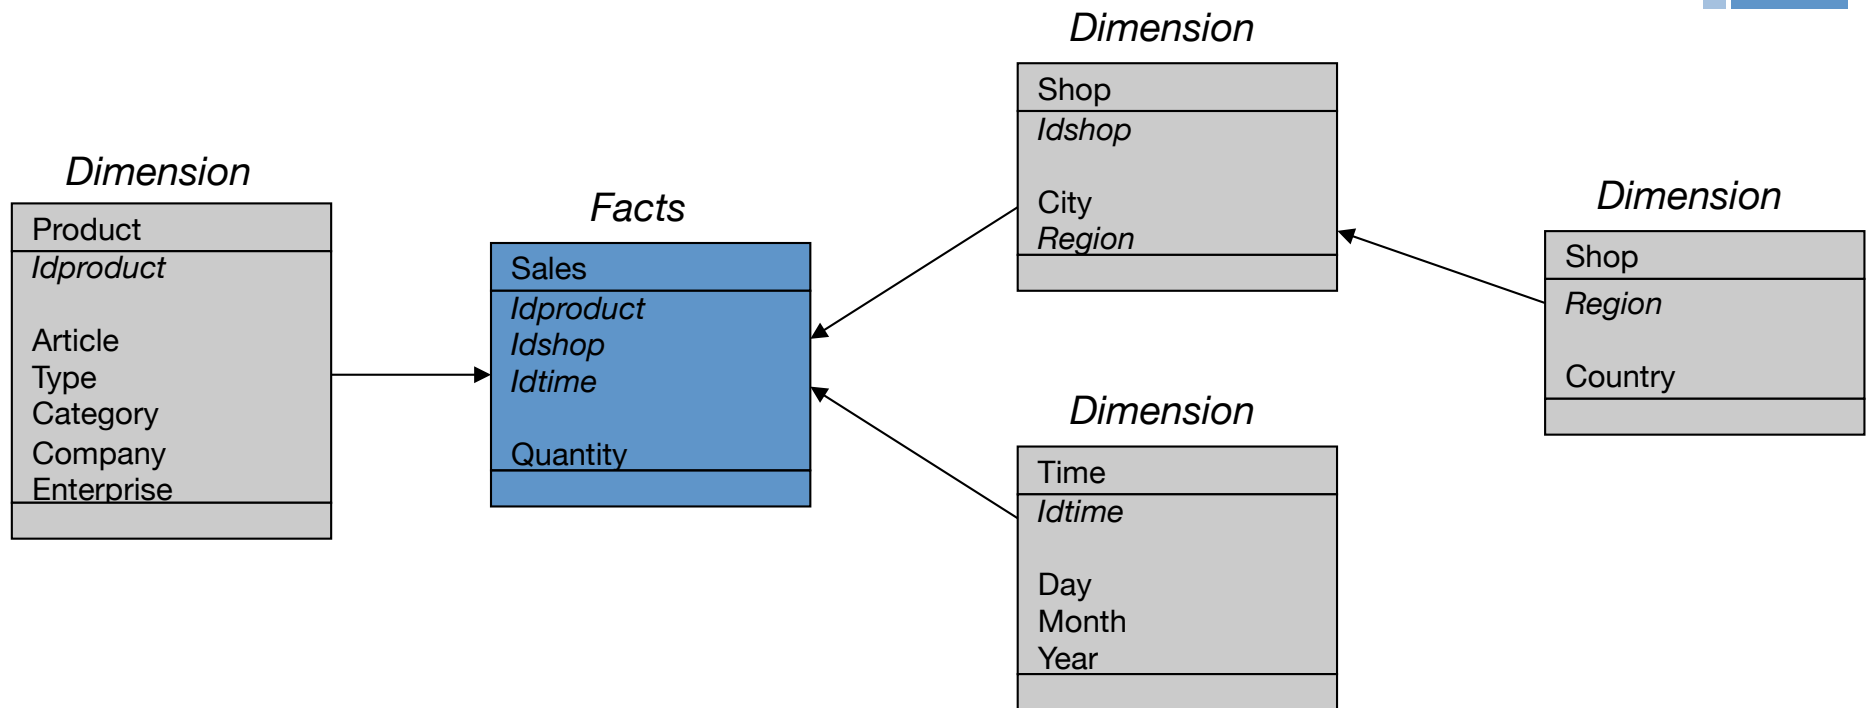 Dimension
Product
Idproduct
Article
Type
Category
Company
Enterprise
Facts
Sales
Idproduct
Idshop
Idtime
Quantity
Dimension
Shop
Idshop
City
Region
Dimension
Time
Idtime
Day
Month
Year
Dimension
Shop
Region
Country